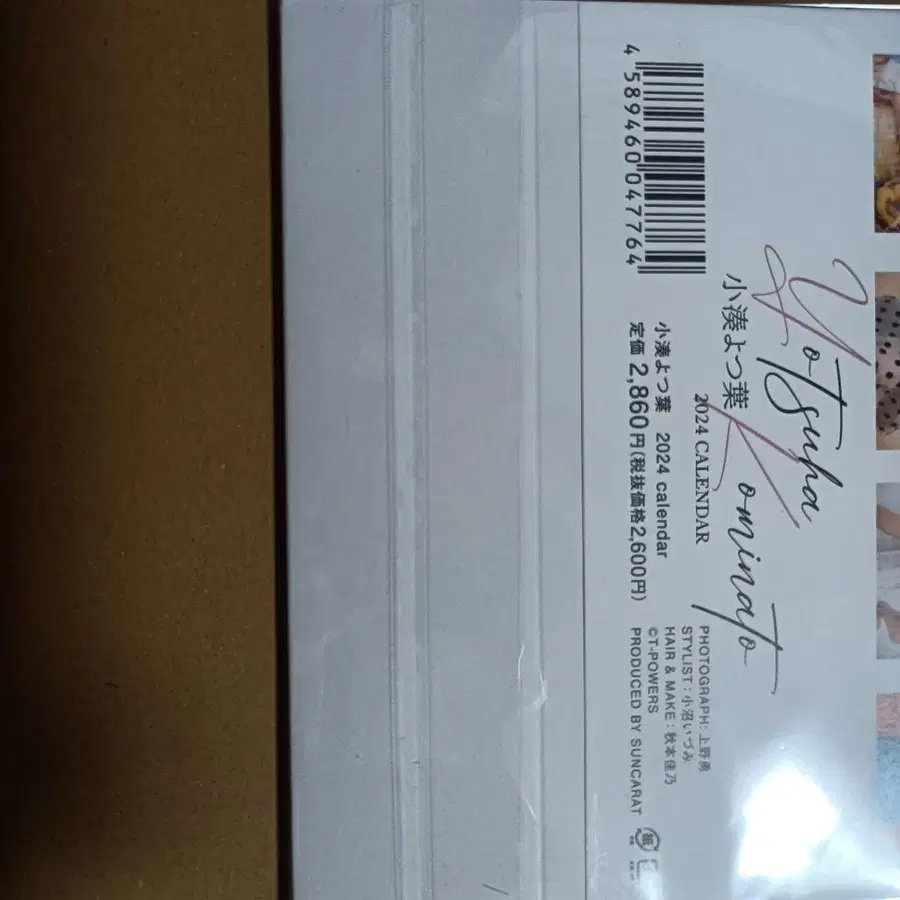 Yotsuha Kominato
小湊よつ葉
2024 CALENDAR
4 589460 047764
小湊よつ葉 2024 calendar
定価 2,860円(税抜価格2,600円)
PHOTOGRAPH: 上野勇
STYLIST:小沼いづみ
HAIR & MAKE:秋本佳乃
©T-POWERS
PRODUCED BY SUNCARAT
紙